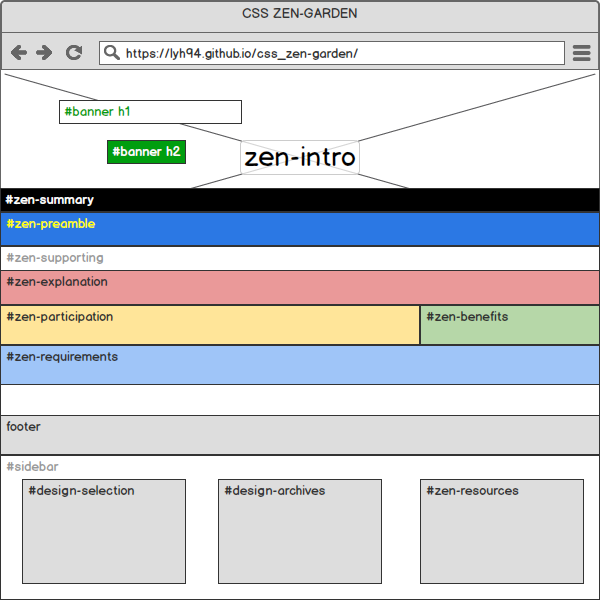 CSS ZEN-GARDEN
https://lyh94.github.io/css_zen-garden/
#banner h1
#banner h2
zen-intro
#zen-summary
#zen-preamble
#zen-supporting
#zen-explanation
#zen-participation
#zen-benefits
#zen-requirements
footer
#sidebar
#design-selection
#design-archives
#zen-resources